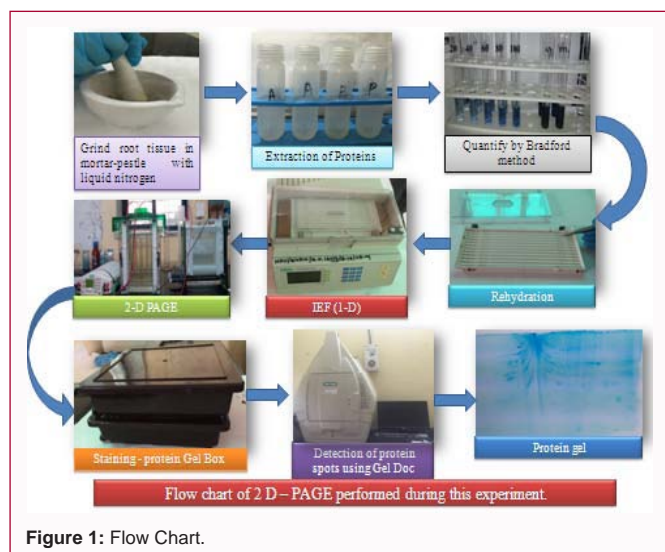 Grind root tissue in
mortar-pestle with
liquid nitrogen
Extraction of Proteins
Quantify by Bradford
method
2-D PAGE
IEF (1-D)
Rehydration
Staining - protein Gel Box
Detection of protein
spots using Gel Doc
Protein gel
Flow chart of 2 D – PAGE performed during this experiment.
Figure 1: Flow Chart.